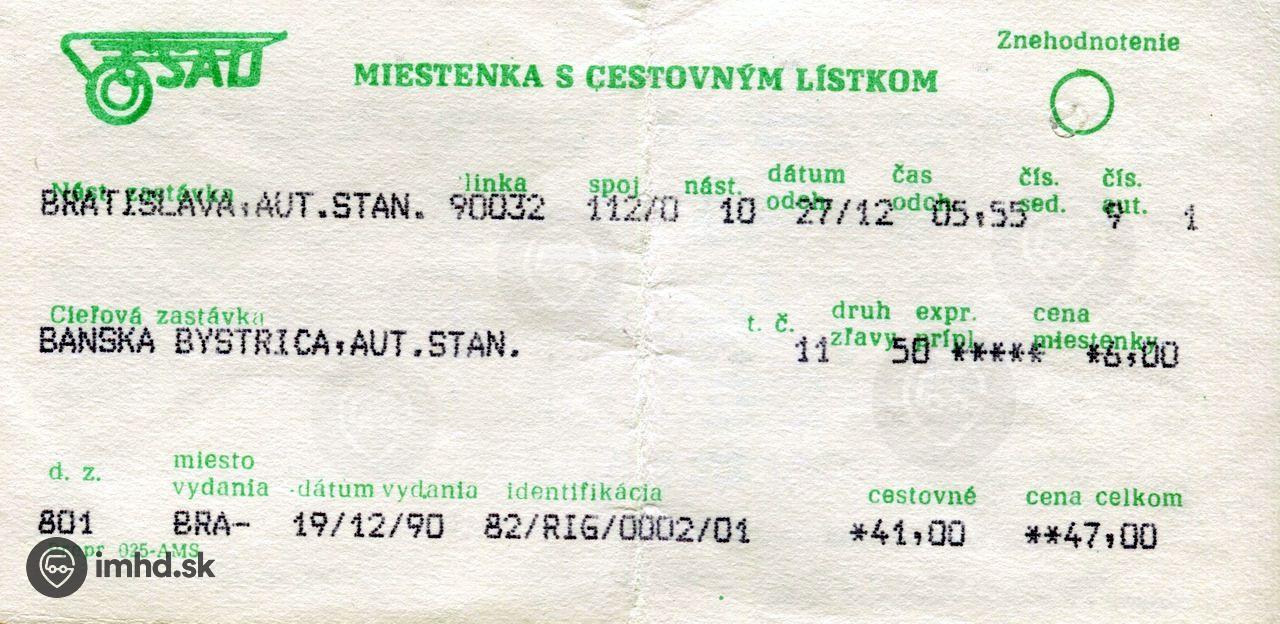 ČSAD
MIESTENKA S CESTOVNÝM LÍSTKOM
Znehodnotenie
Nást. zastávka linka spoj nást. dátum odch. čas odch. čís. sed. čís. aut.
BRATISLAVA,AUT.STAN. 90032 112/0 10 27/12 05,55 9 1
Cieľová zastávka t. č. druh zľavy expr. prípl. cena miestenky
BANSKA BYSTRICA,AUT.STAN. 11 50 ***** *6,00
d. z. miesto vydania dátum vydania identifikácia cestovné cena celkom
801 BRA- 19/12/90 82/RIG/0002/01 *41,00 **47,00
025-AMS
imhd.sk